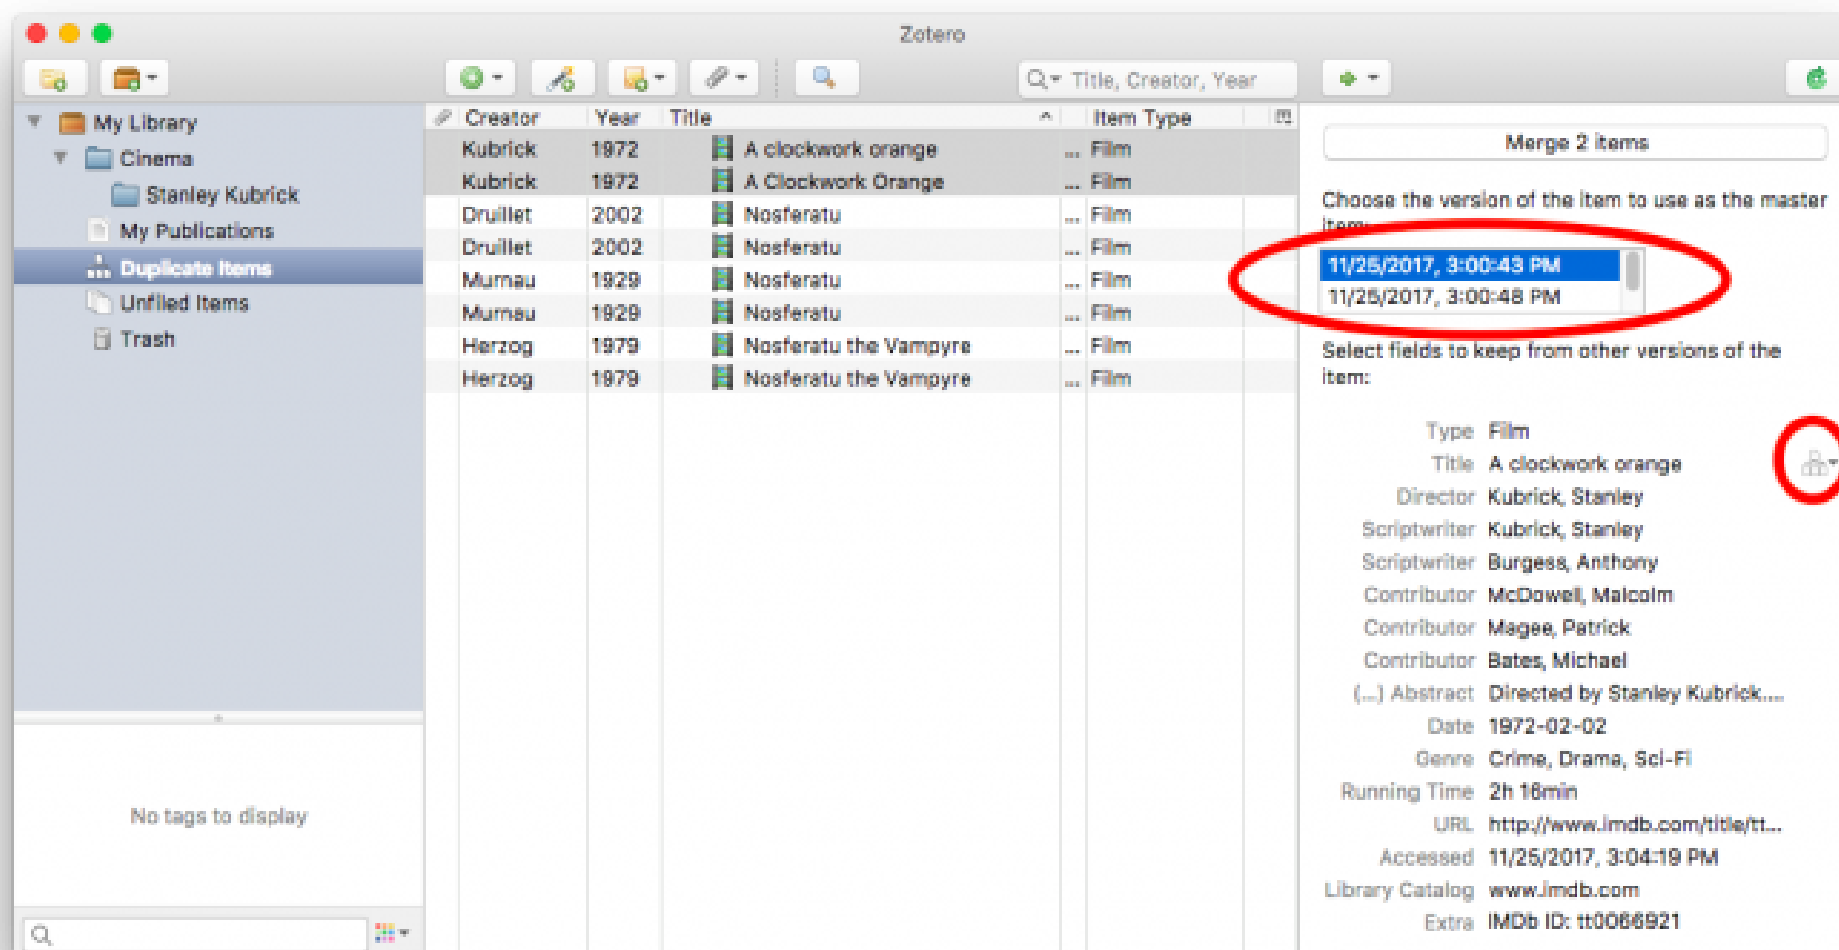 Zotero
Title, Creator, Year
My Library
Cinema
Stanley Kubrick
My Publications
Duplicate Items
Unfiled Items
Trash
No tags to display
Creator Year Title Item Type
Kubrick 1972 A clockwork orange ... Film
Kubrick 1972 A Clockwork Orange ... Film
Druillet 2002 Nosferatu ... Film
Druillet 2002 Nosferatu ... Film
Murnau 1929 Nosferatu ... Film
Murnau 1929 Nosferatu ... Film
Herzog 1979 Nosferatu the Vampyre ... Film
Herzog 1979 Nosferatu the Vampyre ... Film
Merge 2 items
Choose the version of the item to use as the master
item:
11/25/2017, 3:00:43 PM
11/25/2017, 3:00:48 PM
Select fields to keep from other versions of the
item:
Type Film
Title A clockwork orange
Director Kubrick, Stanley
Scriptwriter Kubrick, Stanley
Scriptwriter Burgess, Anthony
Contributor McDowell, Malcolm
Contributor Magee, Patrick
Contributor Bates, Michael
(...) Abstract Directed by Stanley Kubrick....
Date 1972-02-02
Genre Crime, Drama, Sci-Fi
Running Time 2h 16min
URL http://www.imdb.com/title/tt...
Accessed 11/25/2017, 3:04:19 PM
Library Catalog www.imdb.com
Extra IMDb ID: tt0066921